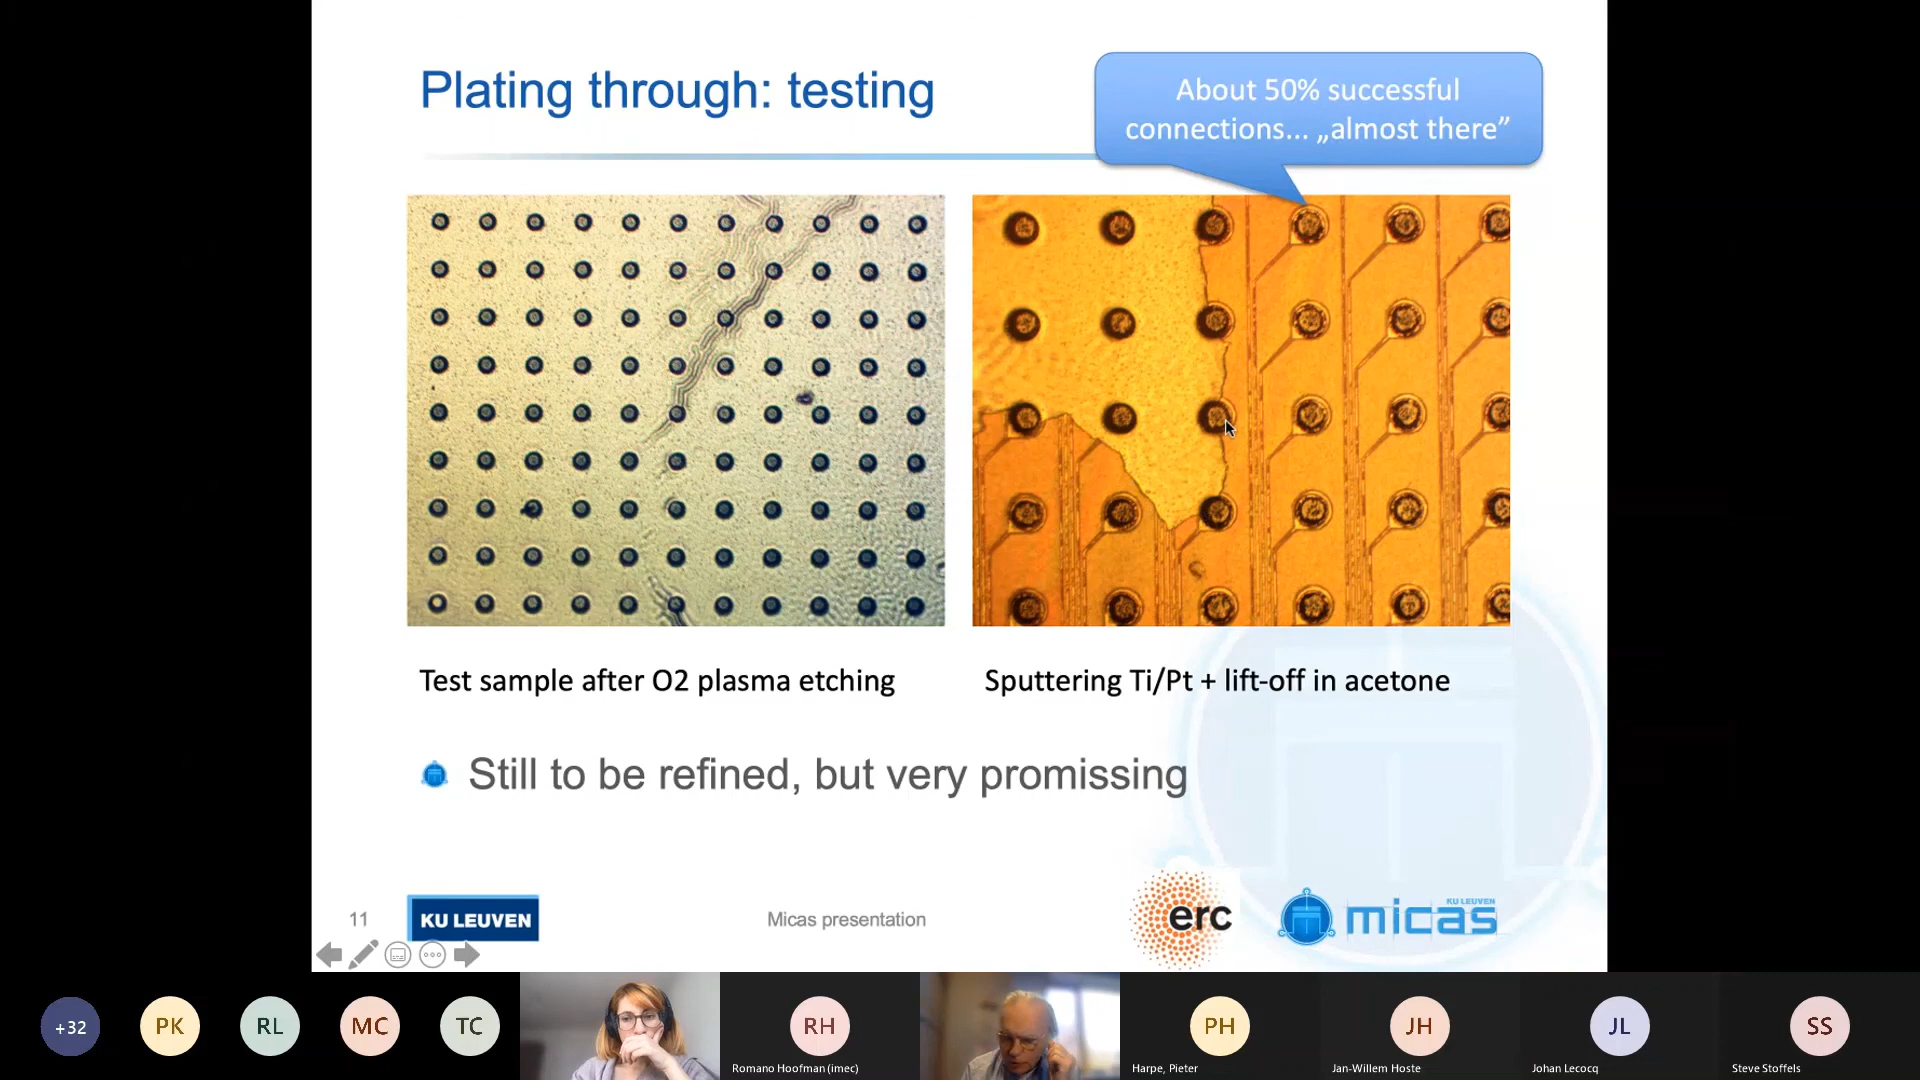 Plating through: testing
About 50% successful
connections... „almost there”
Test sample after O2 plasma etching
Sputtering Ti/Pt + lift-off in acetone
Still to be refined, but very promissing
11
KU LEUVEN
Micas presentation
erc
KU LEUVEN
micas
+32
PK
RL
MC
TC
RH
Romano Hoofman (imec)
PH
Harpe, Pieter
JH
Jan-Willem Hoste
JL
Johan Lecocq
SS
Steve Stoffels